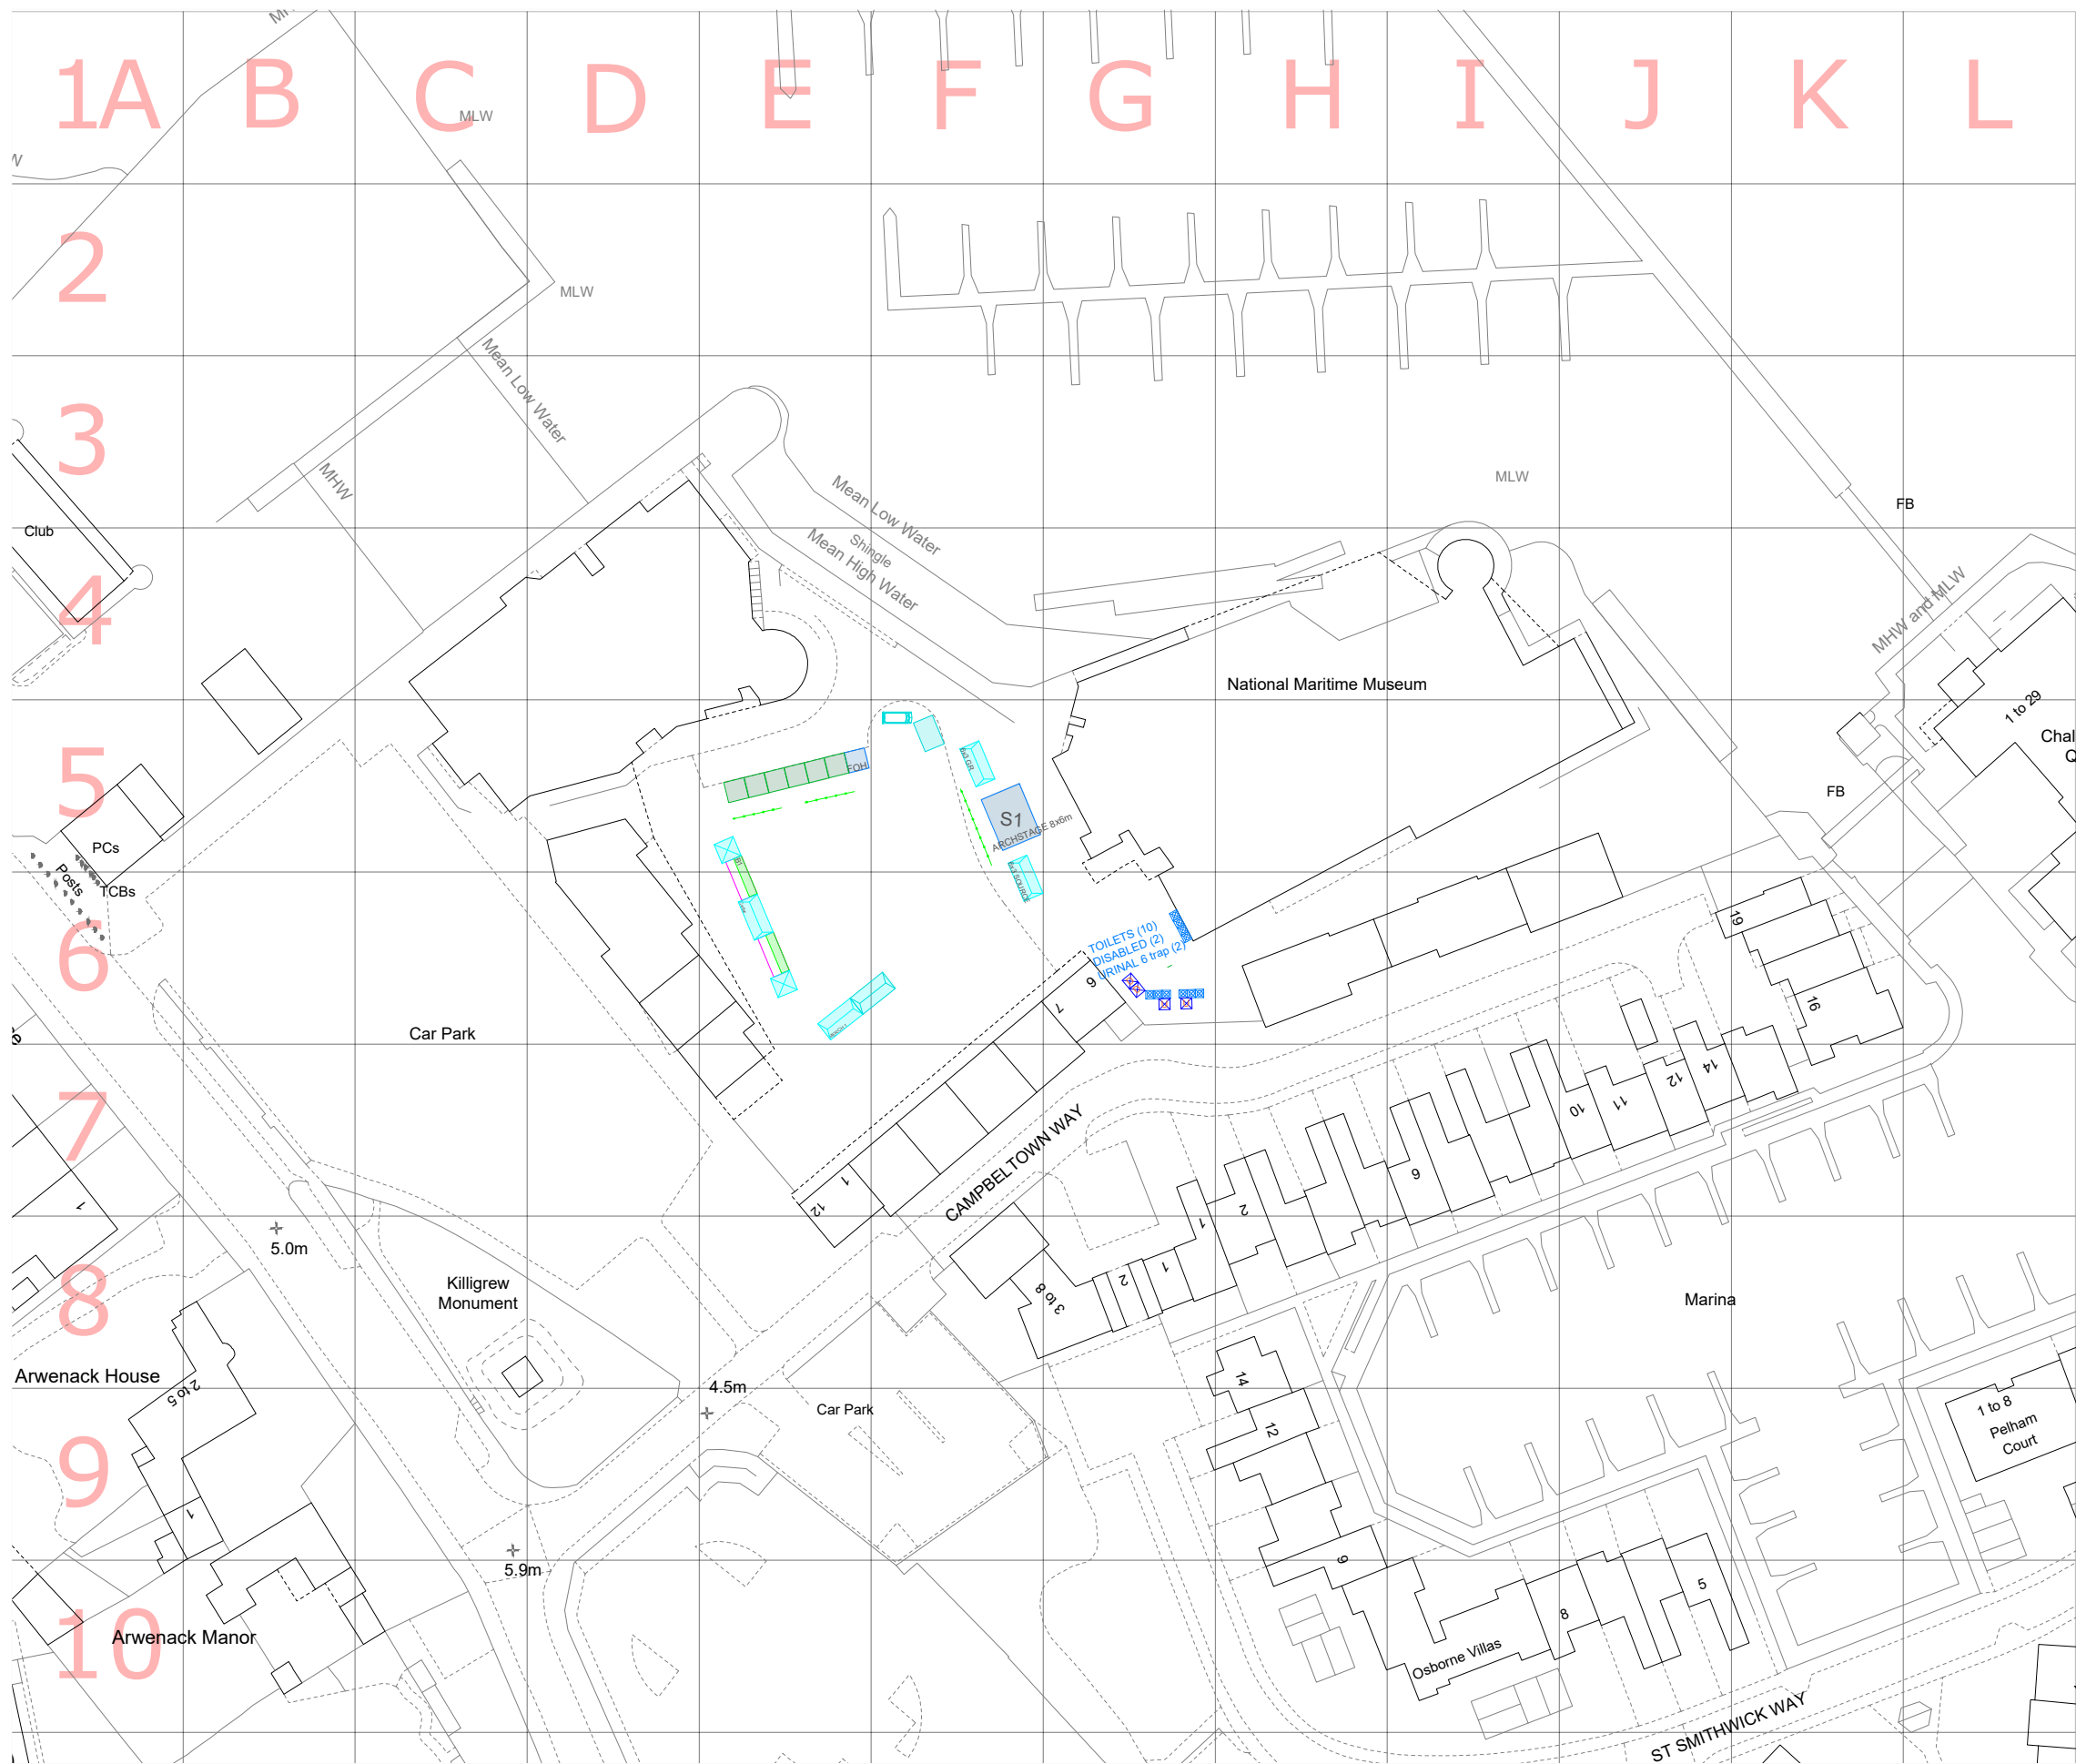 1A B C D E F G H I J K L
MLW
2
MLW
Mean Low Water
3
MHW
MLW
Club
FB
Mean Low Water
Shingle
Mean High Water
4
MHW and MLW
National Maritime Museum
1 to 29
5
FOH
S1
ARCHSTAGE 8x6m
FB
PCs
Posts
TCBs
6
TOILETS (10)
DISABLED (2)
URINAL 6 trap (2)
6
7
19
16
Car Park
7
CAMPBELTOWN WAY
1
12
1
14
12
11
10
6
2
1
5.0m
8
Killigrew
Monument
3 to 8
2
1
Marina
Arwenack House
2 to 5
4.5m
Car Park
14
12
9
1 to 8
Pelham
Court
1
9
5.9m
10
Arwenack Manor
5
8
Osborne Villas
ST SMITHWICK WAY